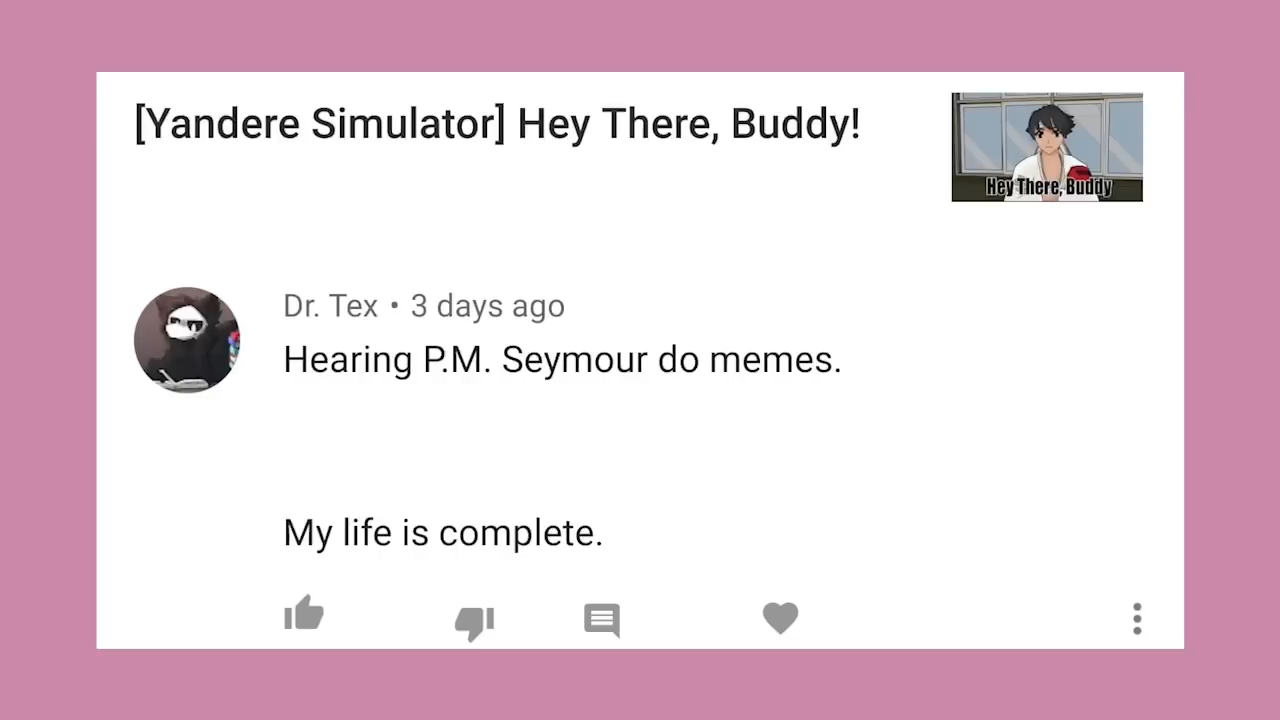 [Yandere Simulator] Hey There, Buddy!
Hey There, Buddy
Dr. Tex • 3 days ago
Hearing P.M. Seymour do memes.
My life is complete.